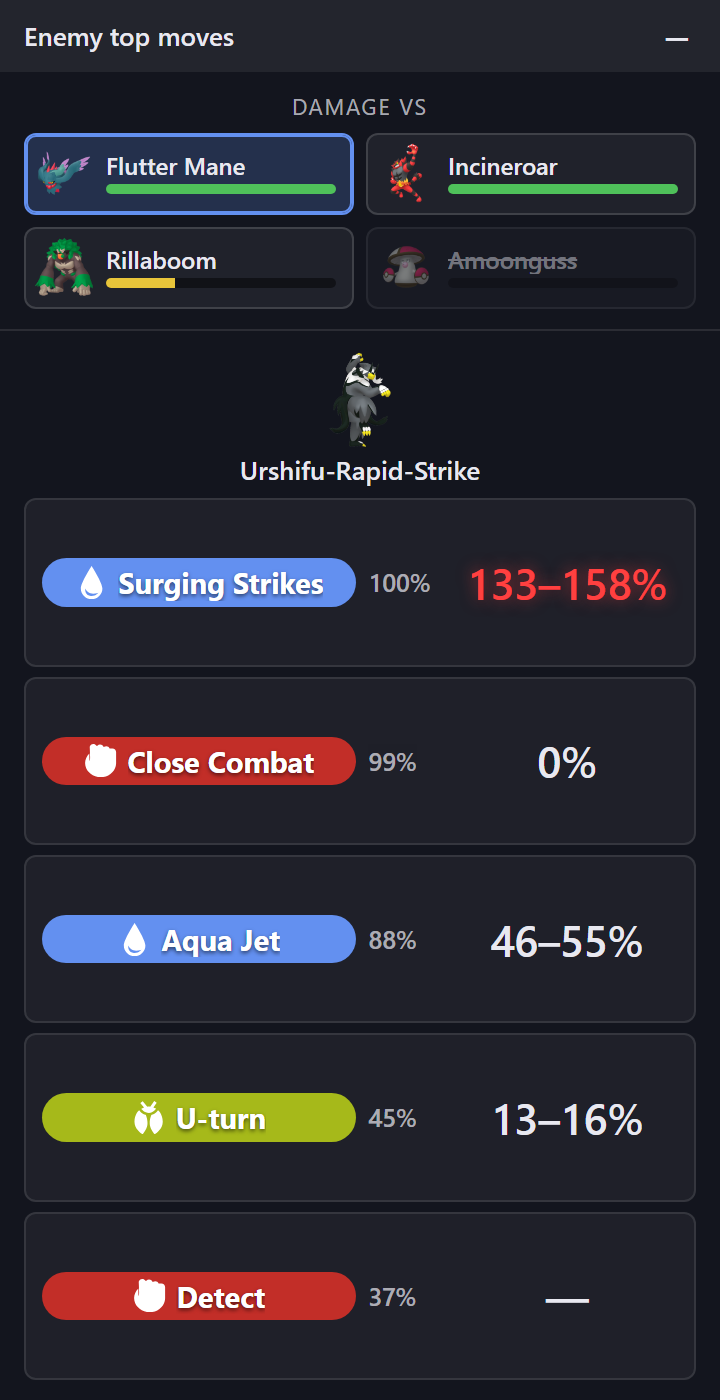 Enemy top moves
DAMAGE VS
Flutter Mane
Incineroar
Rillaboom
Amoonguss
Urshifu-Rapid-Strike
Surging Strikes 100% 133–158%
Close Combat 99% 0%
Aqua Jet 88% 46–55%
U-turn 45% 13–16%
Detect 37% —